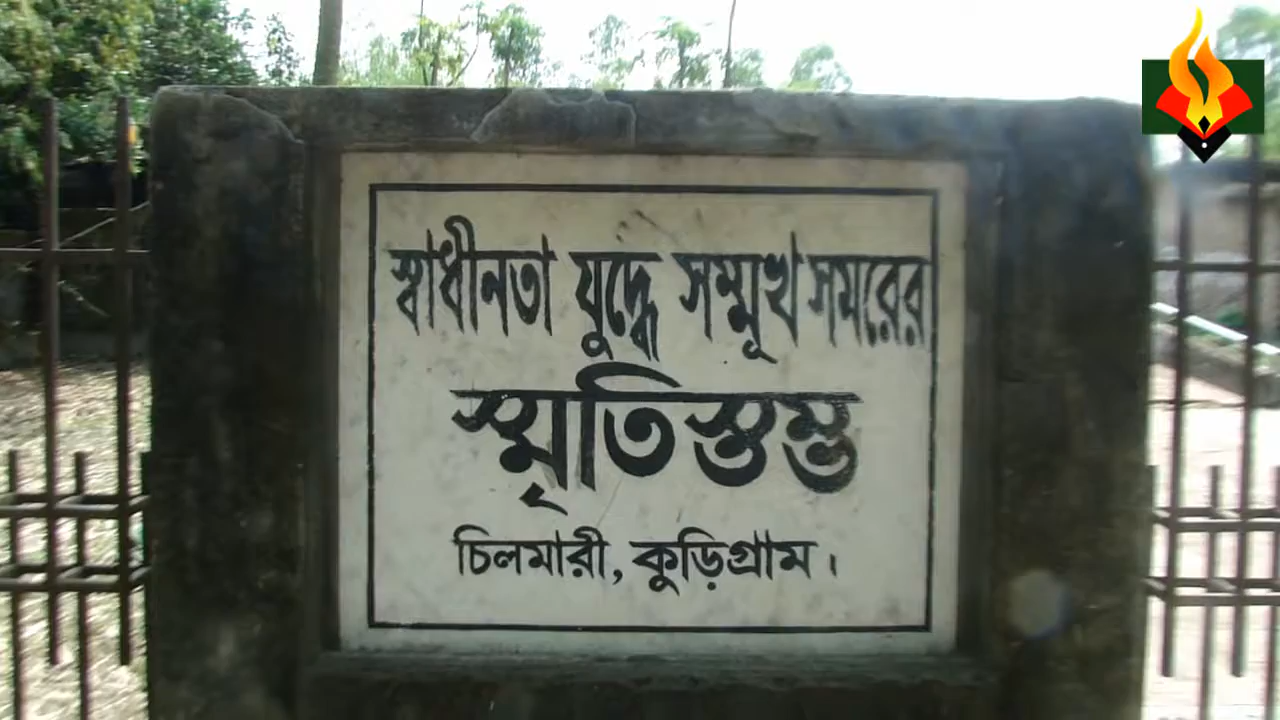 স্বাধীনতা যুদ্ধে সম্মূখ সমরের
স্মৃতিস্তম্ভ
চিলমারী, কুড়িগ্রাম।